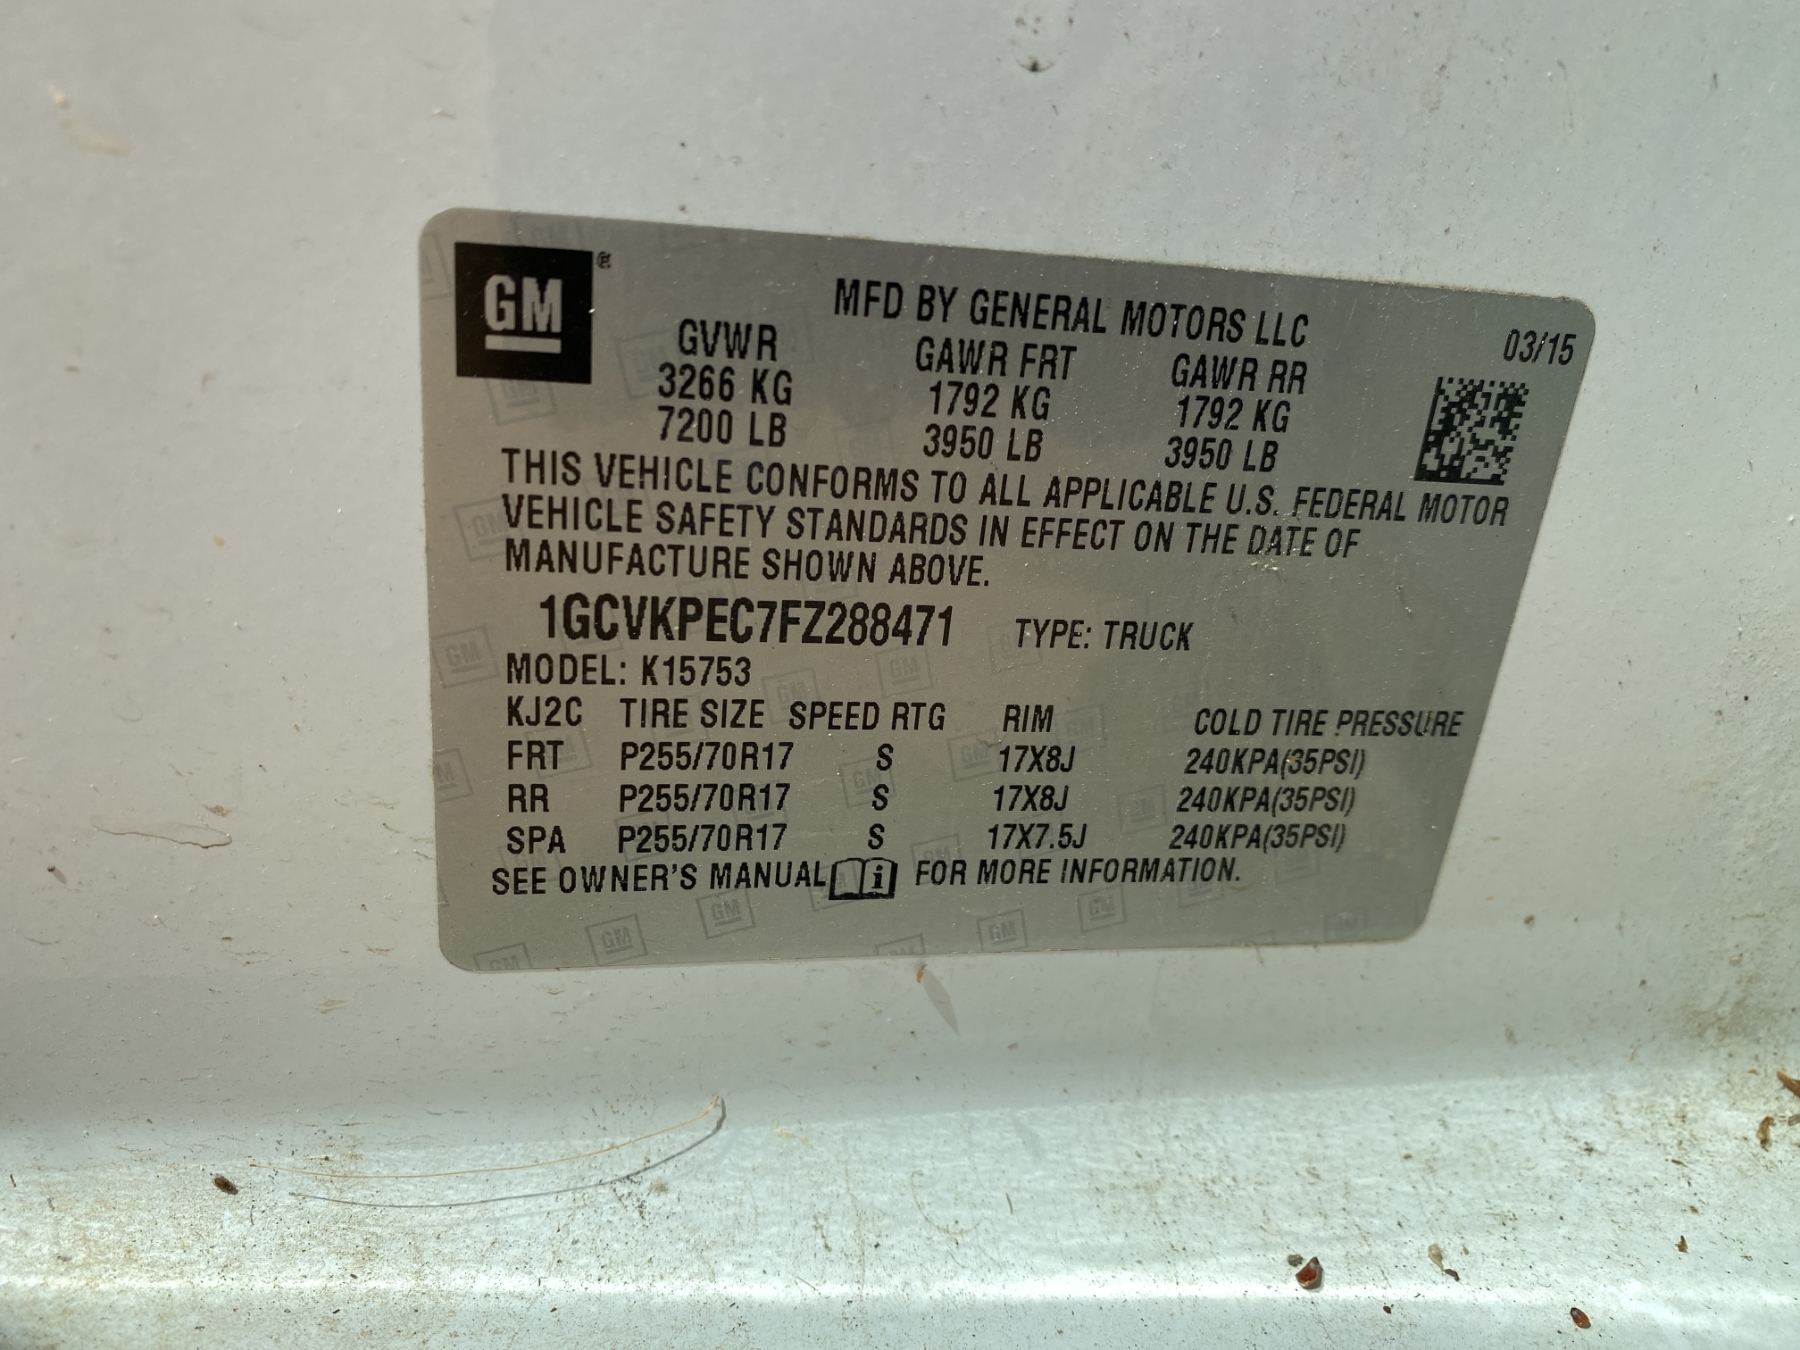 GM®
MFD BY GENERAL MOTORS LLC
03/15
GVWR GAWR FRT GAWR RR
3266 KG 1792 KG 1792 KG
7200 LB 3950 LB 3950 LB
THIS VEHICLE CONFORMS TO ALL APPLICABLE U.S. FEDERAL MOTOR
VEHICLE SAFETY STANDARDS IN EFFECT ON THE DATE OF
MANUFACTURE SHOWN ABOVE.
1GCVKPEC7FZ288471 TYPE: TRUCK
MODEL: K15753
KJ2C TIRE SIZE SPEED RTG RIM COLD TIRE PRESSURE
FRT P255/70R17 S 17X8J 240KPA(35PSI)
RR P255/70R17 S 17X8J 240KPA(35PSI)
SPA P255/70R17 S 17X7.5J 240KPA(35PSI)
SEE OWNER'S MANUAL i FOR MORE INFORMATION.